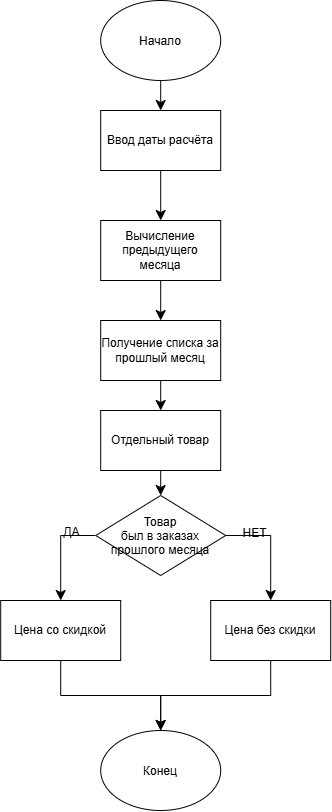 Начало
Ввод даты расчёта
Вычисление
предыдущего
месяца
Получение списка за
прошлый месяц
Отдельный товар
Товар
был в заказах
прошлого месяца
ДА
НЕТ
Цена со скидкой
Цена без скидки
Конец